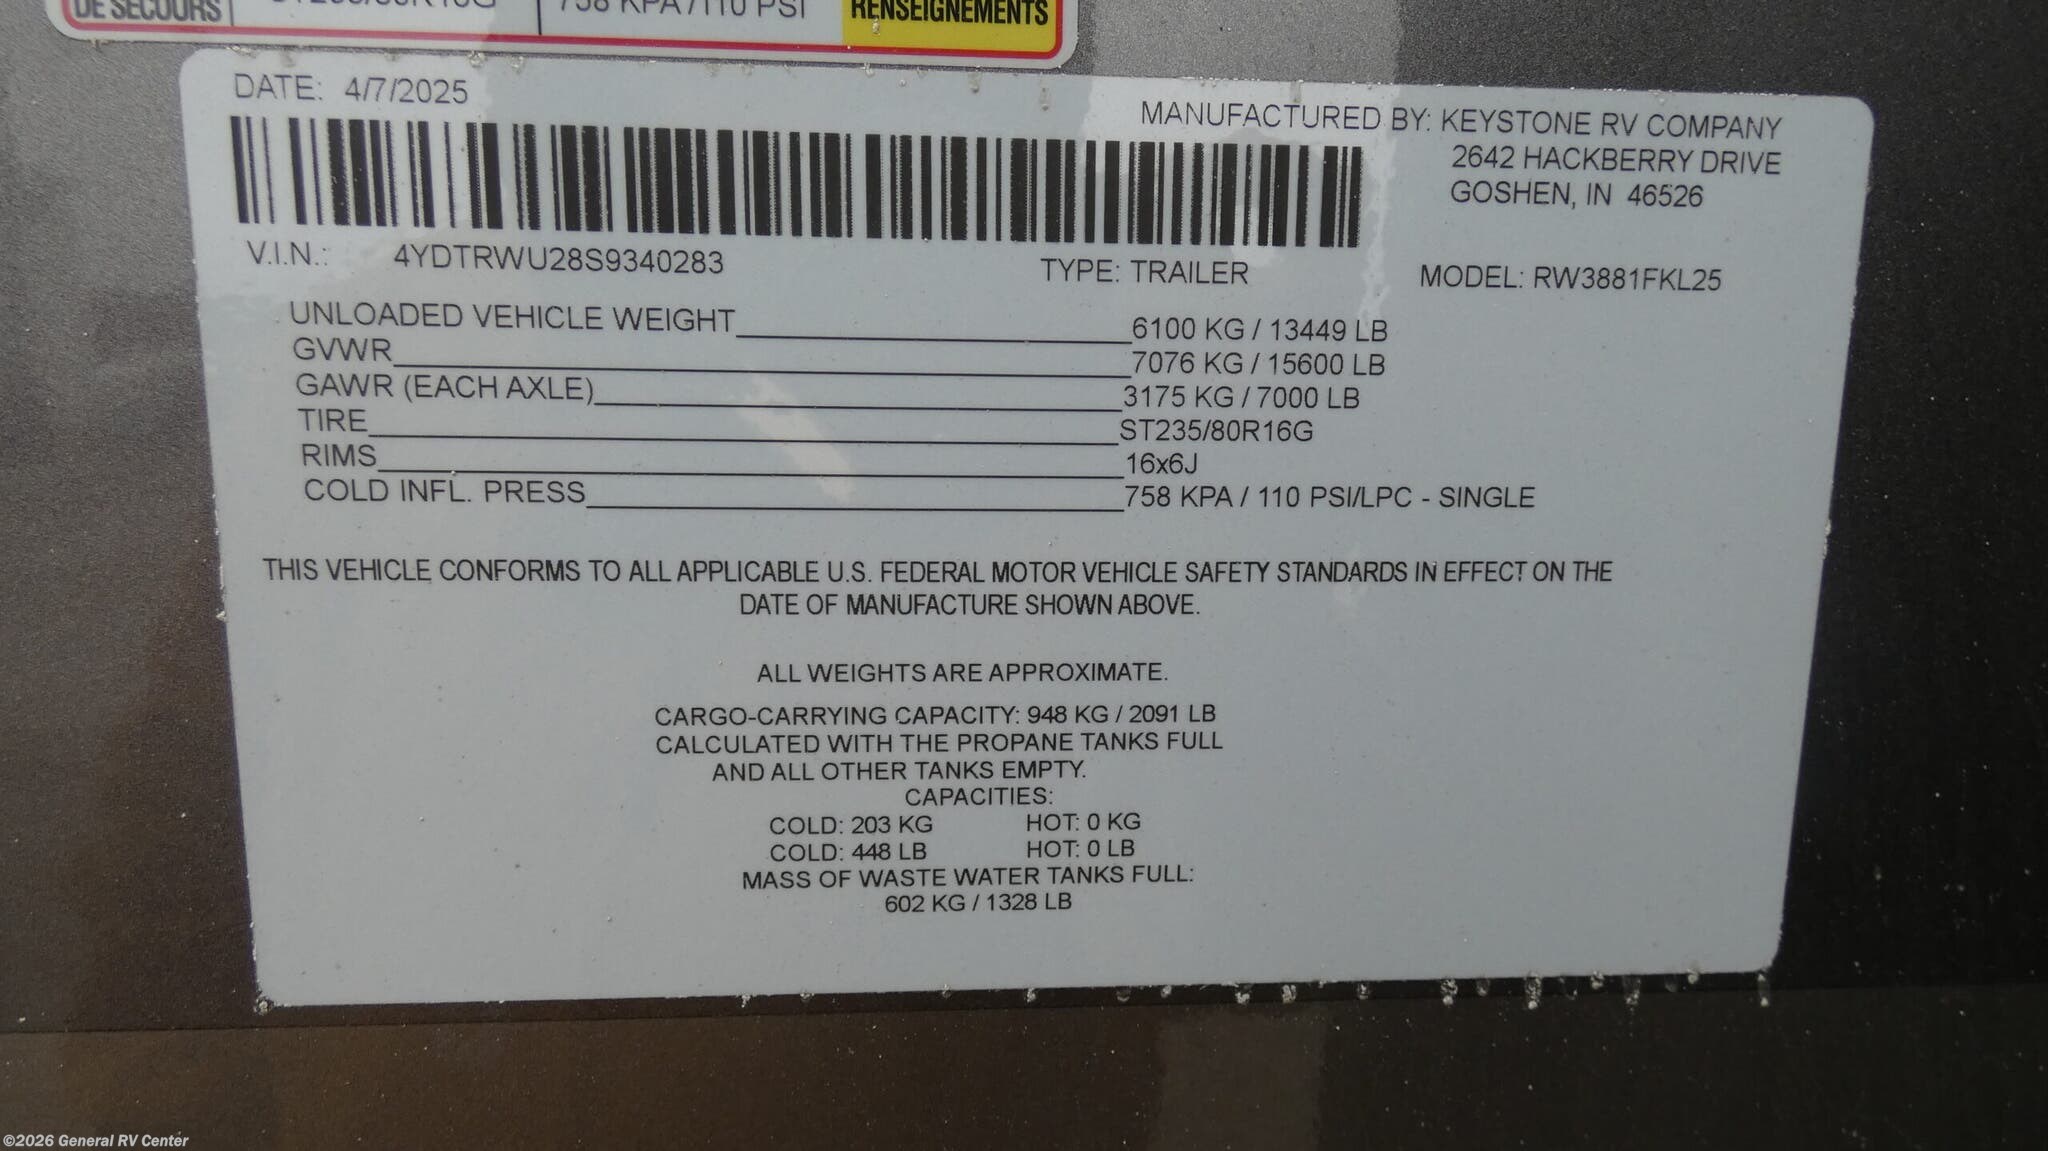 DE SECOURS
758 KPA / 110 PSI
RENSEIGNEMENTS
DATE: 4/7/2025
MANUFACTURED BY: KEYSTONE RV COMPANY
2642 HACKBERRY DRIVE
GOSHEN, IN 46526
V.I.N.: 4YDTRWU28S9340283 TYPE: TRAILER MODEL: RW3881FKL25
UNLOADED VEHICLE WEIGHT 6100 KG / 13449 LB
GVWR 7076 KG / 15600 LB
GAWR (EACH AXLE) 3175 KG / 7000 LB
TIRE ST235/80R16G
RIMS 16x6J
COLD INFL. PRESS 758 KPA / 110 PSI/LPC - SINGLE
THIS VEHICLE CONFORMS TO ALL APPLICABLE U.S. FEDERAL MOTOR VEHICLE SAFETY STANDARDS IN EFFECT ON THE
DATE OF MANUFACTURE SHOWN ABOVE.
ALL WEIGHTS ARE APPROXIMATE.
CARGO-CARRYING CAPACITY: 948 KG / 2091 LB
CALCULATED WITH THE PROPANE TANKS FULL
AND ALL OTHER TANKS EMPTY.
CAPACITIES:
COLD: 203 KG HOT: 0 KG
COLD: 448 LB HOT: 0 LB
MASS OF WASTE WATER TANKS FULL:
602 KG / 1328 LB
©2026 General RV Center